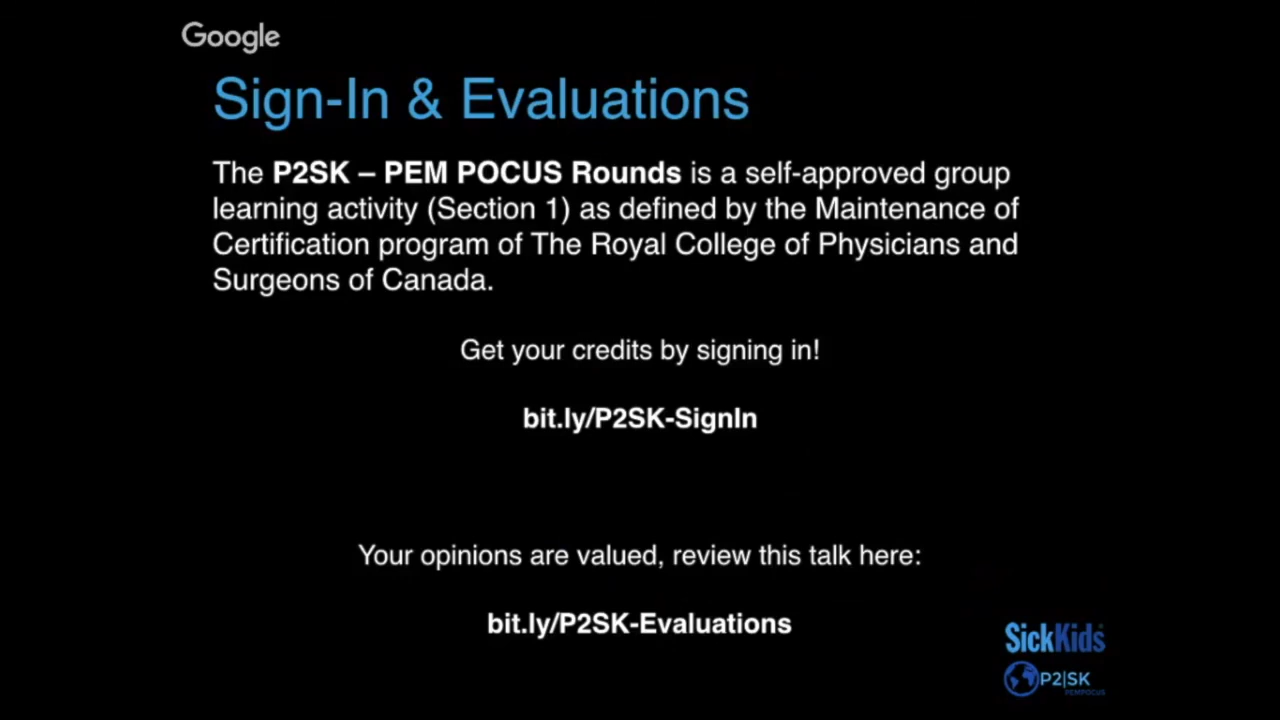 Google
Sign-In & Evaluations
The P2SK – PEM POCUS Rounds is a self-approved group
learning activity (Section 1) as defined by the Maintenance of
Certification program of The Royal College of Physicians and
Surgeons of Canada.
Get your credits by signing in!
bit.ly/P2SK-SignIn
Your opinions are valued, review this talk here:
bit.ly/P2SK-Evaluations
SickKids
P2|SK
PEMPOCUS